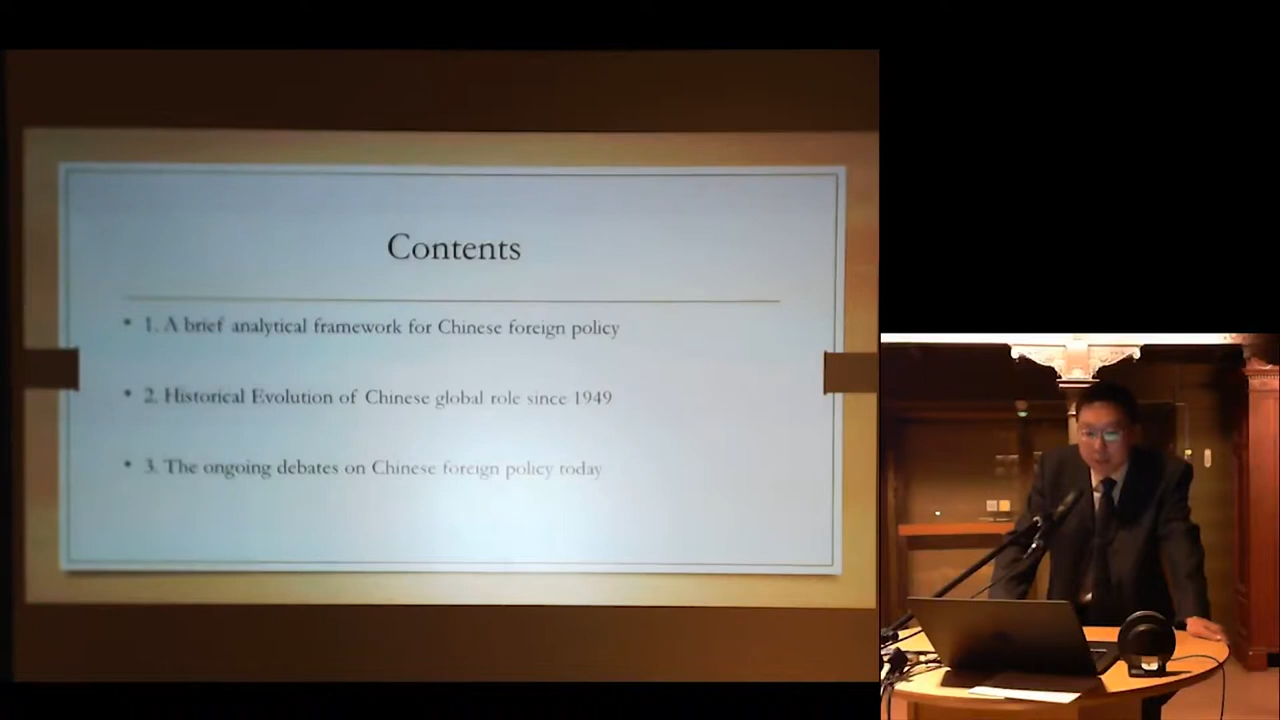 Contents
• 1. A brief analytical framework for Chinese foreign policy
• 2. Historical Evolution of Chinese global role since 1949
• 3. The ongoing debates on Chinese foreign policy today